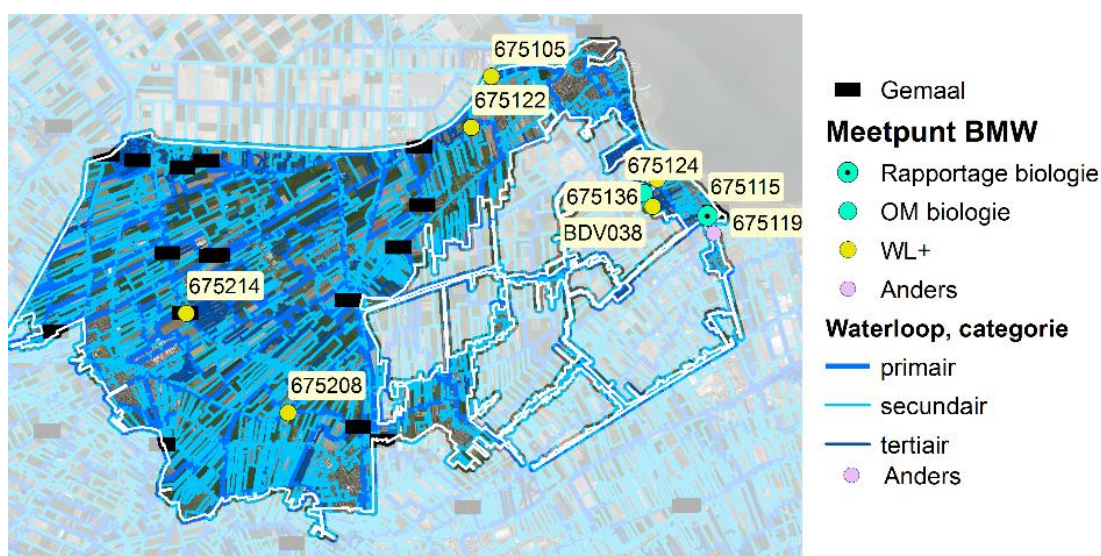 675105
675122
675124
675136
675115
675119
BDV038
675214
675208
Gemaal
Meetpunt BMW
Rapportage biologie
OM biologie
WL+
Anders
Waterloop, categorie
primair
secundair
tertiair
Anders